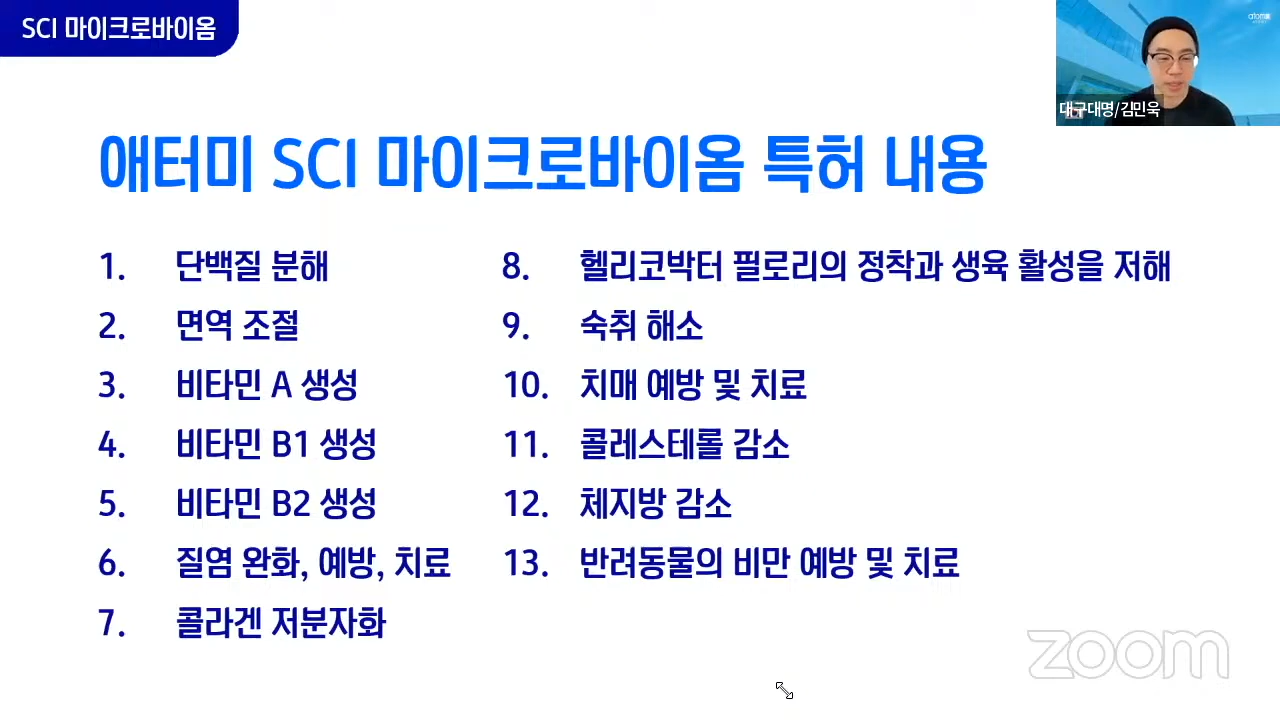 SCI 마이크로바이옴
대구대명/김민욱
애터미 SCI 마이크로바이옴 특허 내용
1. 단백질 분해
2. 면역 조절
3. 비타민 A 생성
4. 비타민 B1 생성
5. 비타민 B2 생성
6. 질염 완화, 예방, 치료
7. 콜라겐 저분자화
8. 헬리코박터 필로리의 정착과 생육 활성을 저해
9. 숙취 해소
10. 치매 예방 및 치료
11. 콜레스테롤 감소
12. 체지방 감소
13. 반려동물의 비만 예방 및 치료
zoom